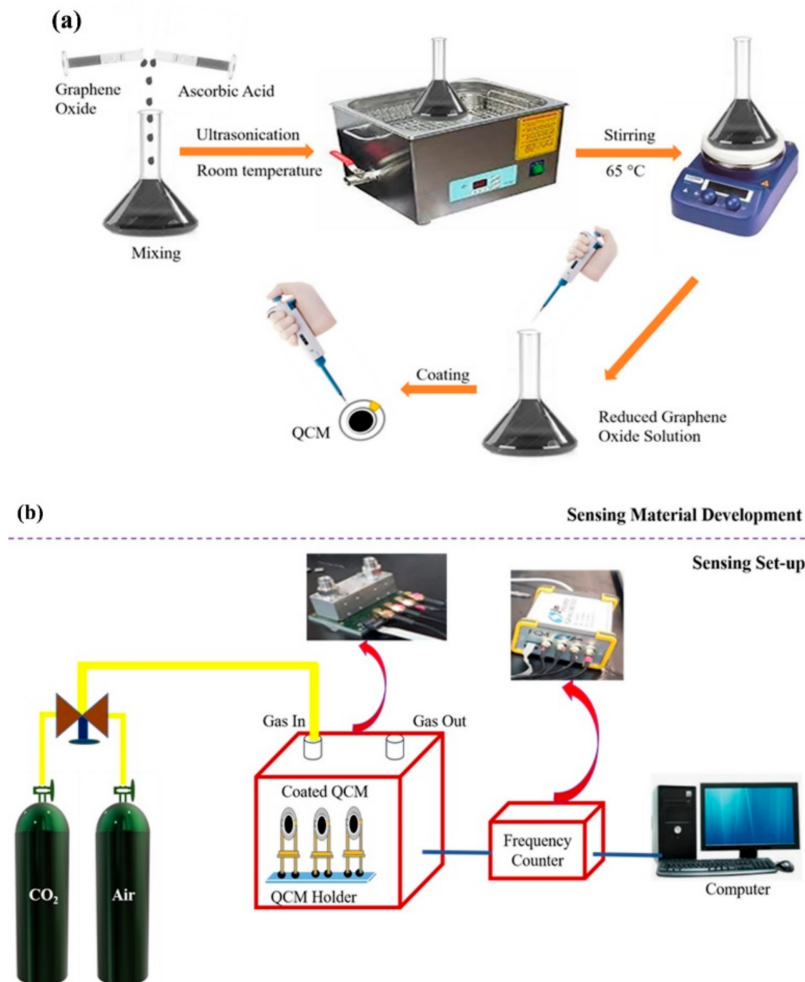 (a)
Graphene
Oxide
Ascorbic Acid
Mixing
Ultrasonication
Room temperature
Stirring
65 °C
Reduced Graphene
Oxide Solution
Coating
QCM
(b)
Sensing Material Development
Sensing Set-up
Gas In
Gas Out
Coated QCM
QCM Holder
Frequency
Counter
Computer
CO₂
Air